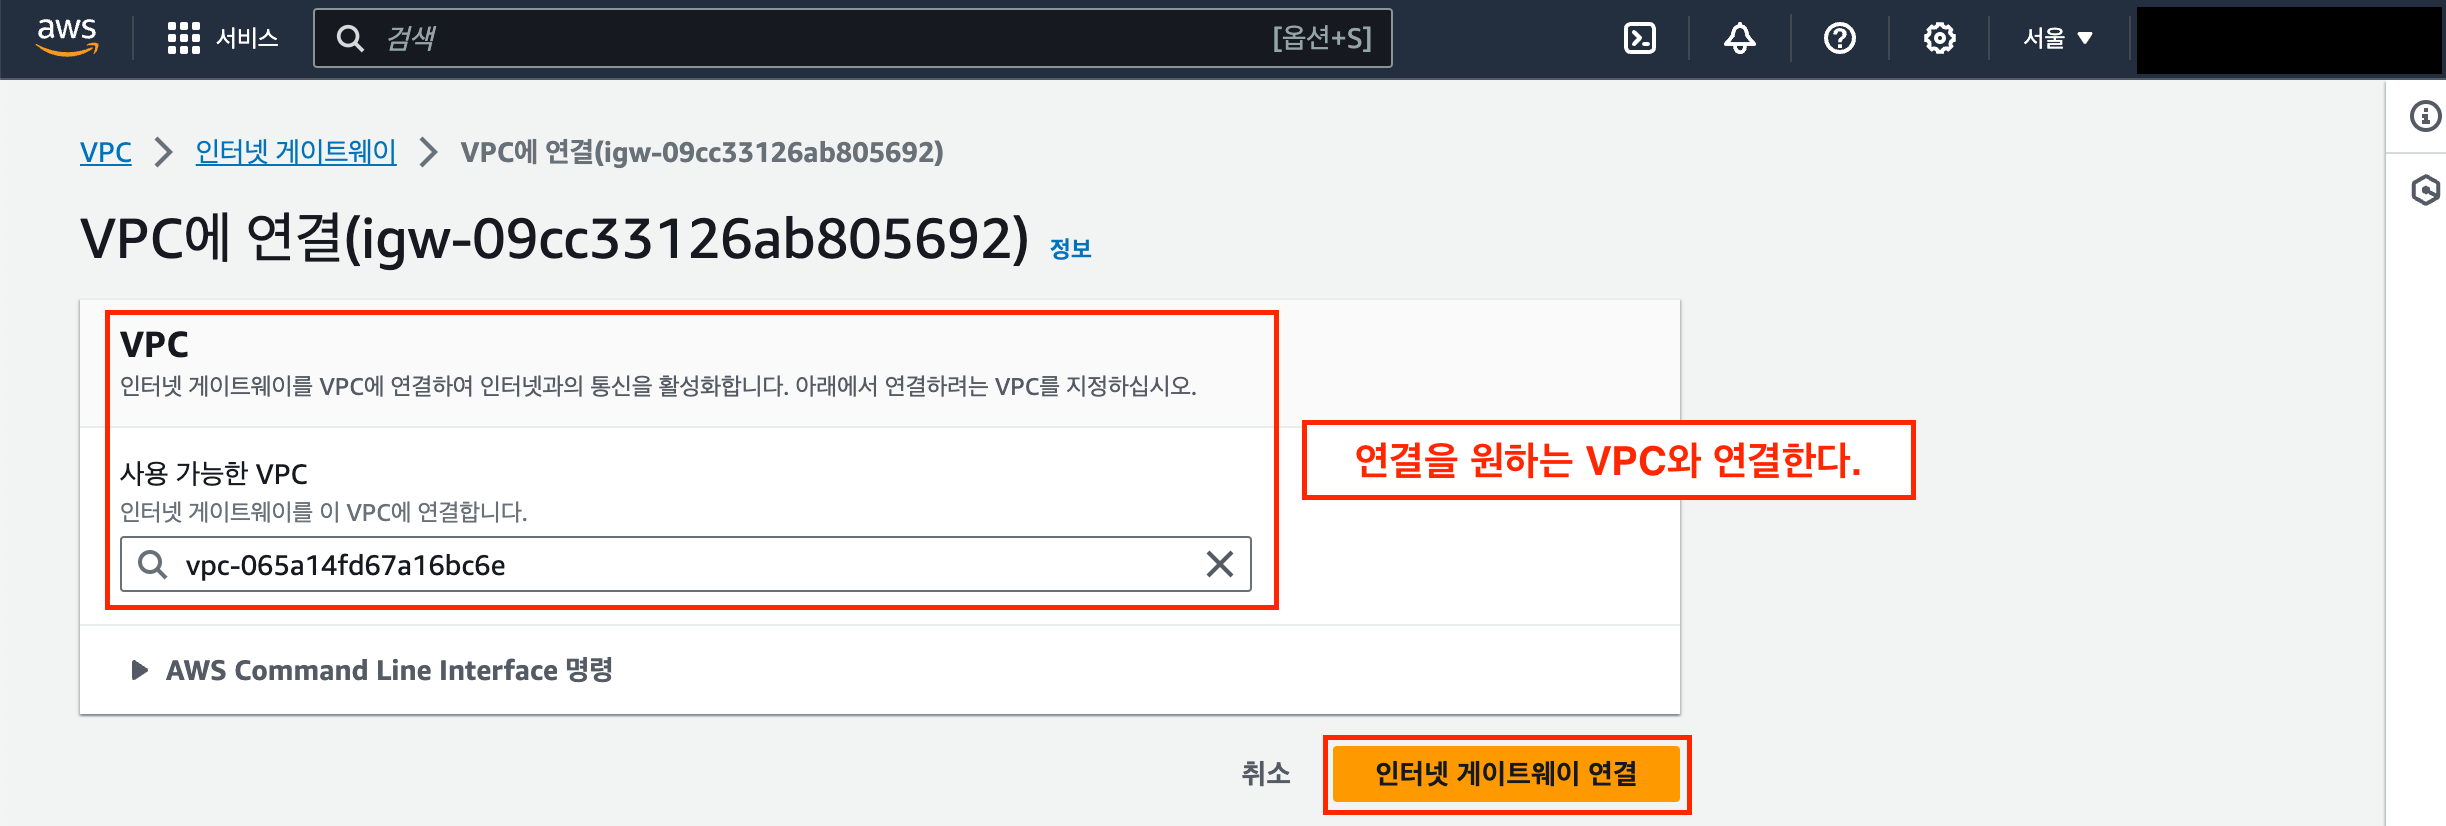 aws
서비스
검색
[옵션+S]
서울
VPC
인터넷 게이트웨이
VPC에 연결(igw-09cc33126ab805692)
VPC에 연결(igw-09cc33126ab805692) 정보
VPC
인터넷 게이트웨이를 VPC에 연결하여 인터넷과의 통신을 활성화합니다. 아래에서 연결하려는 VPC를 지정하십시오.
연결을 원하는 VPC와 연결한다.
사용 가능한 VPC
인터넷 게이트웨이를 이 VPC에 연결합니다.
vpc-065a14fd67a16bc6e
AWS Command Line Interface 명령
취소
인터넷 게이트웨이 연결